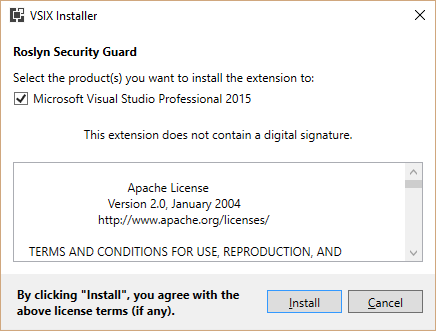 VSIX Installer
Roslyn Security Guard
Select the product(s) you want to install the extension to:
Microsoft Visual Studio Professional 2015
This extension does not contain a digital signature.
Apache License
Version 2.0, January 2004
http://www.apache.org/licenses/
TERMS AND CONDITIONS FOR USE, REPRODUCTION, AND
By clicking "Install", you agree with the
above license terms (if any).
Install
Cancel